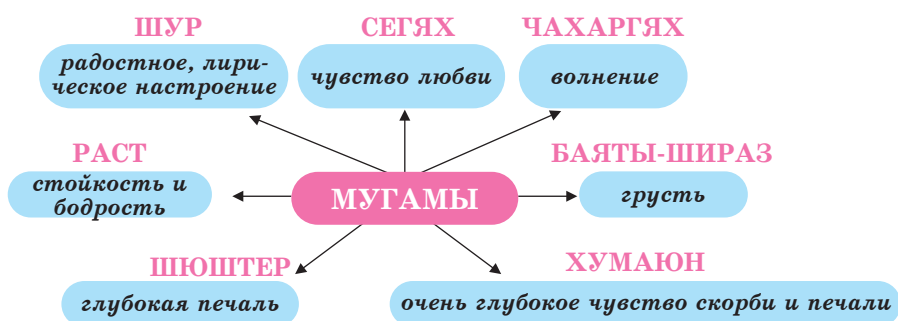 ШУР
радостное, лири-
ческое настроение
СЕГЯХ
чувство любви
ЧАХАРГЯХ
волнение
РАСТ
стойкость и
бодрость
МУГАМЫ
БАЯТЫ-ШИРАЗ
грусть
ШЮШТЕР
глубокая печаль
ХУМАЮН
очень глубокое чувство скорби и печали